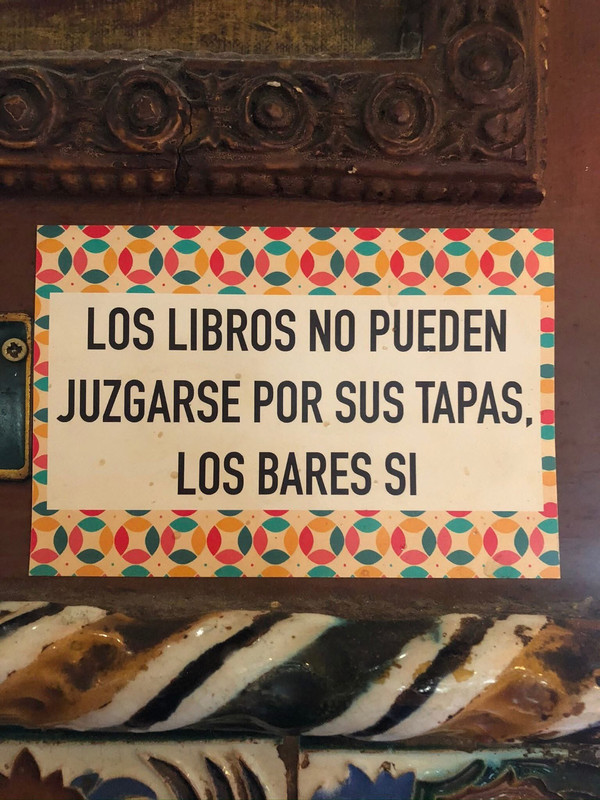 LOS LIBROS NO PUEDEN
JUZGARSE POR SUS TAPAS,
LOS BARES SI